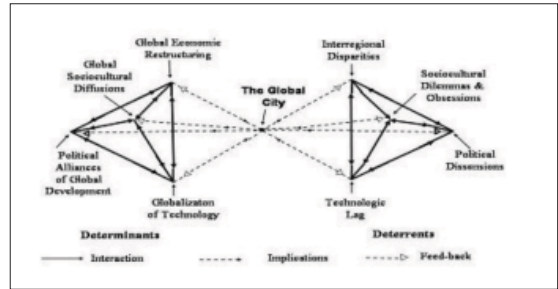 Global Economic
Restructuring
Interregional
Disparities
Global
Sociocultural
Diffusions
The Global
City
Sociocultural
Dilemmas &
Obsessions
Political
Alliances
of Global
Development
Globalizaton
of Technology
Technologic
Lag
Political
Dissensions
Determinants
Deterrents
Interaction
Implications
Feed-back